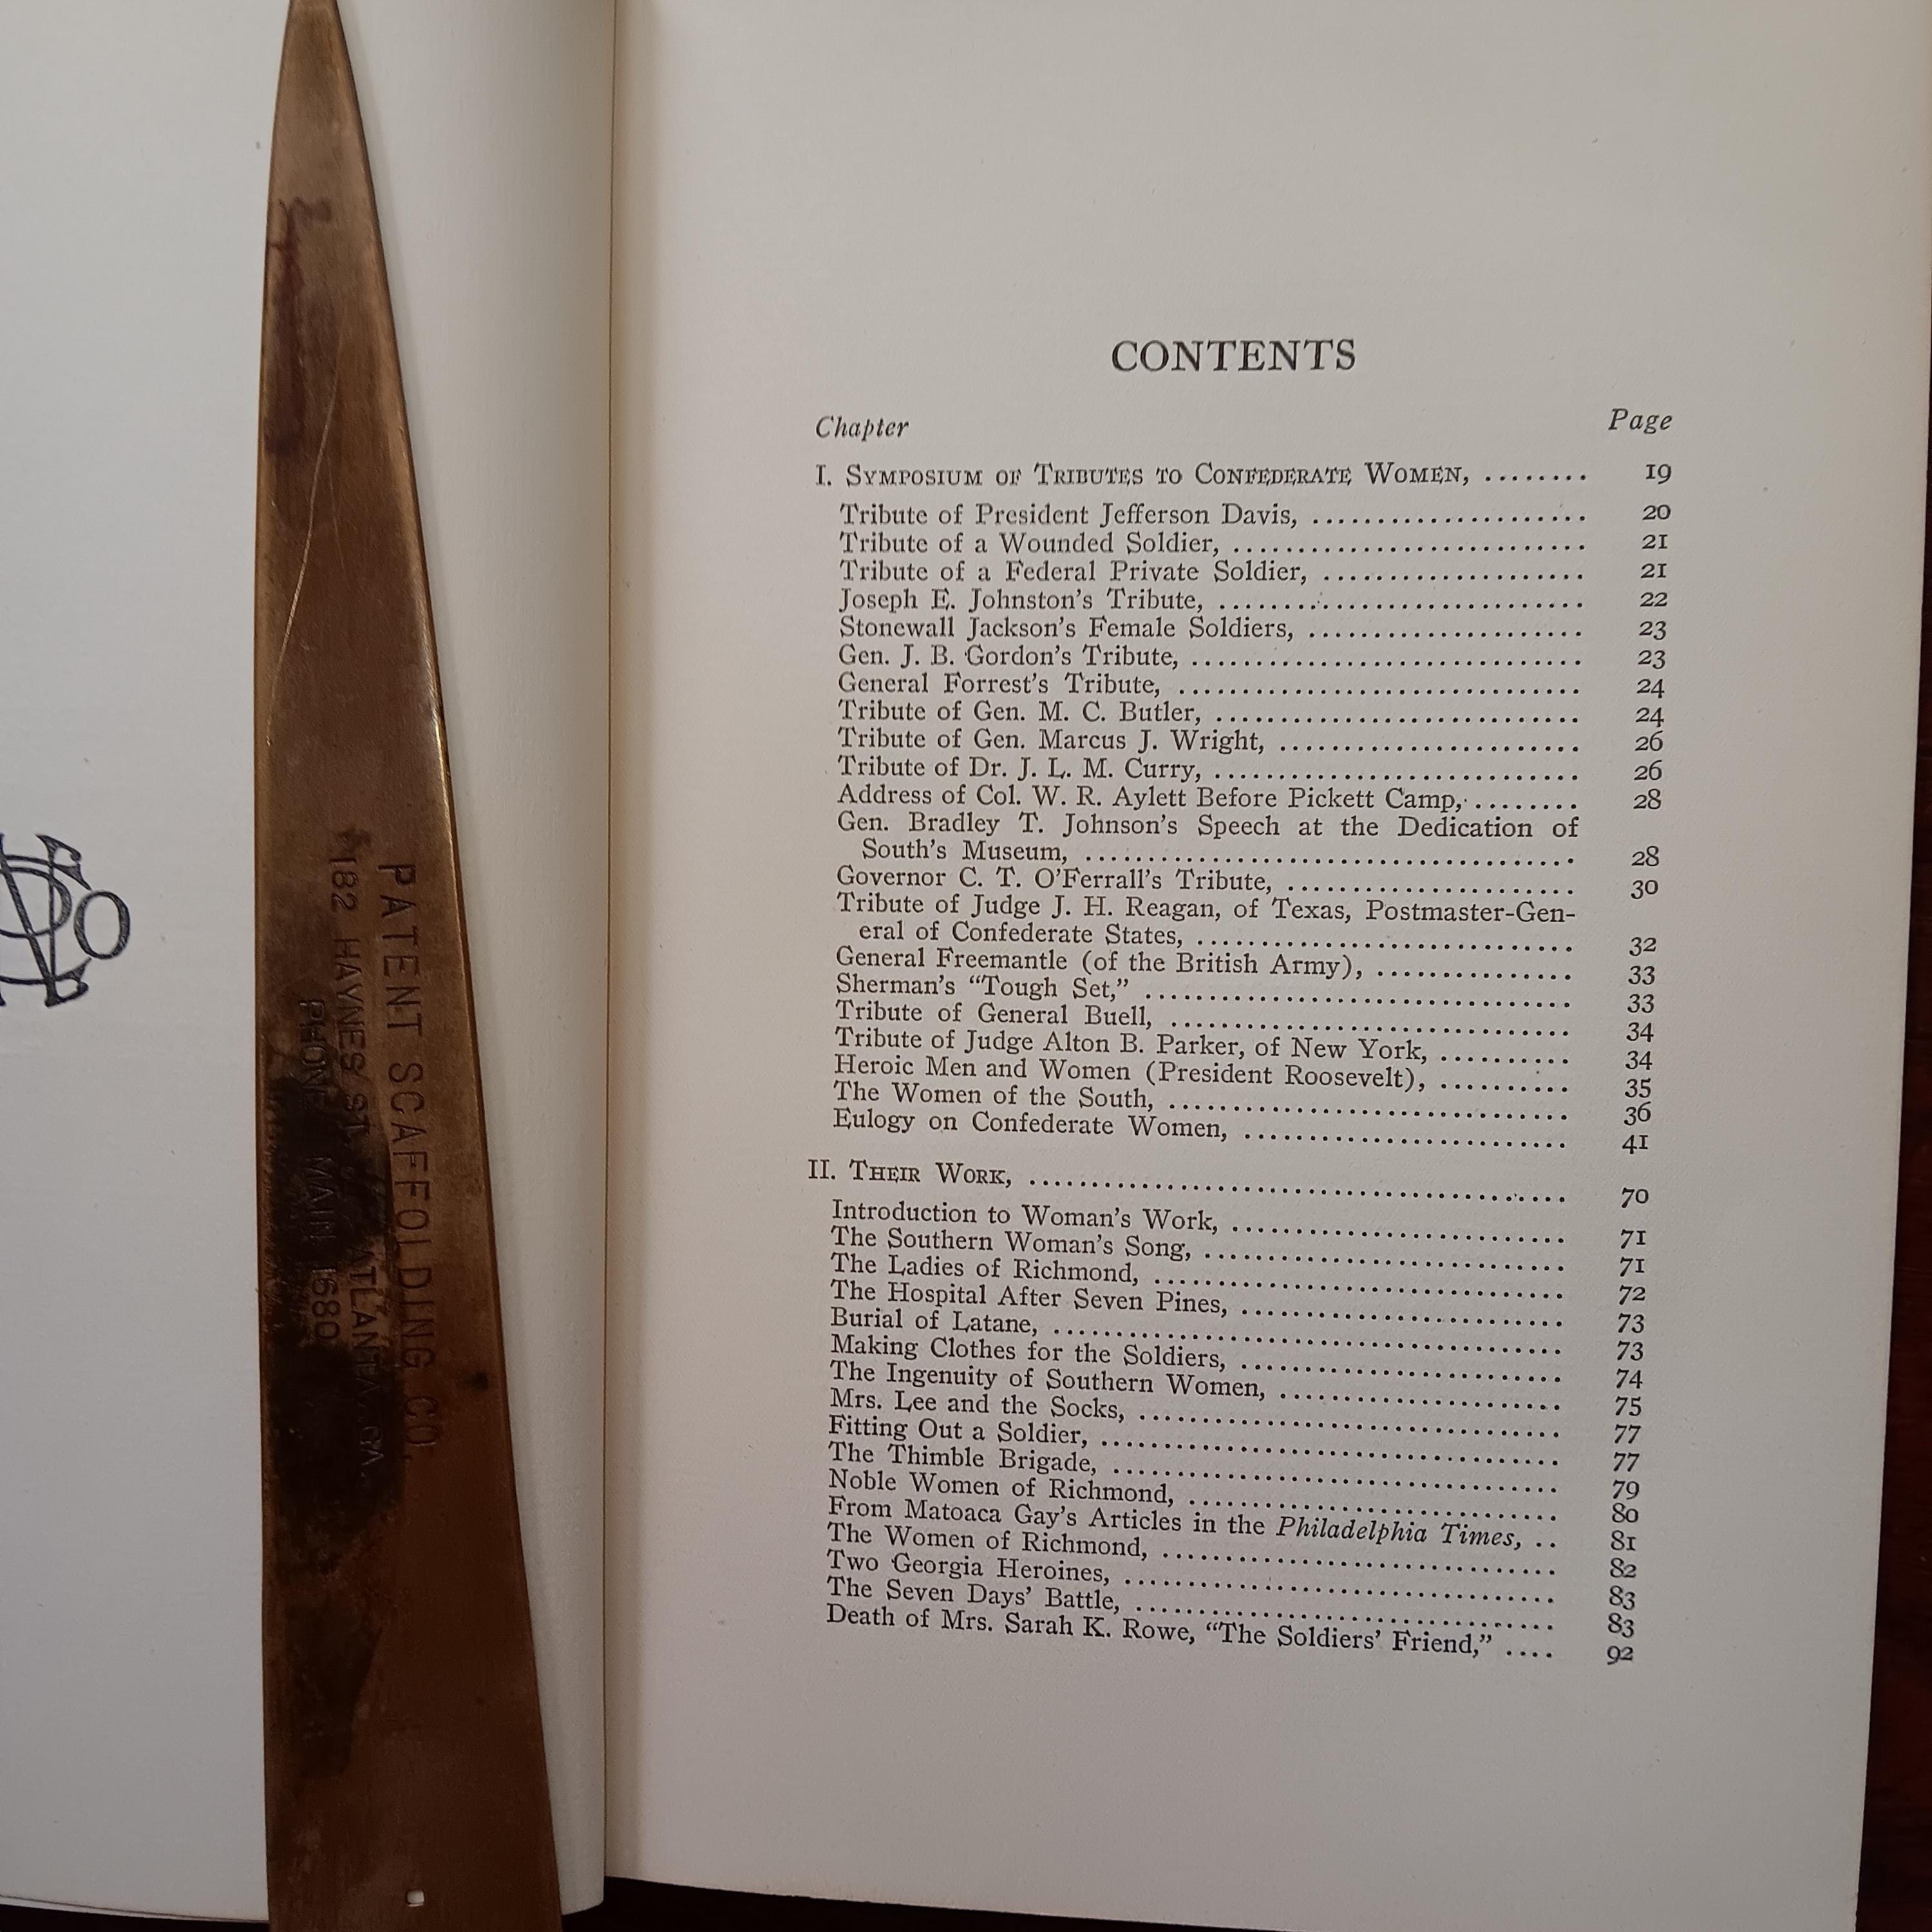 PATENT SCAFFOLDING CO.
182 HAYNES ST. ATLANTA, GA.
PHONE MAIN 1680
CONTENTS
Chapter Page
I. SYMPOSIUM OF TRIBUTES TO CONFEDERATE WOMEN, ........ 19
Tribute of President Jefferson Davis, ...................... 20
Tribute of a Wounded Soldier, ............................ 21
Tribute of a Federal Private Soldier, ..................... 21
Joseph E. Johnston's Tribute, ............................. 22
Stonewall Jackson's Female Soldiers, ...................... 23
Gen. J. B. Gordon's Tribute, ............................... 23
General Forrest's Tribute, ................................ 24
Tribute of Gen. M. C. Butler, ............................. 24
Tribute of Gen. Marcus J. Wright, ........................ 26
Tribute of Dr. J. L. M. Curry, ............................. 26
Address of Col. W. R. Aylett Before Pickett Camp, ........ 28
Gen. Bradley T. Johnson's Speech at the Dedication of
South's Museum, ....................................... 28
Governor C. T. O'Ferrall's Tribute, ....................... 30
Tribute of Judge J. H. Reagan, of Texas, Postmaster-Gen-
eral of Confederate States, .............................. 32
General Freemantle (of the British Army), ............... 33
Sherman's “Tough Set,” .................................. 33
Tribute of General Buell, ................................ 34
Tribute of Judge Alton B. Parker, of New York, .......... 34
Heroic Men and Women (President Roosevelt), .......... 35
The Women of the South, ................................ 36
Eulogy on Confederate Women, .......................... 41
II. THEIR WORK, ........................................... 70
Introduction to Woman's Work, .......................... 71
The Southern Woman's Song, ............................. 71
The Ladies of Richmond, ................................. 72
The Hospital After Seven Pines, .......................... 73
Burial of Latane, ......................................... 73
Making Clothes for the Soldiers, .......................... 74
The Ingenuity of Southern Women, ...................... 75
Mrs. Lee and the Socks, .................................. 77
Fitting Out a Soldier, ..................................... 77
The Thimble Brigade, .................................... 79
Noble Women of Richmond, .............................. 80
From Matoaca Gay's Articles in the Philadelphia Times, .. 81
The Women of Richmond, ................................ 82
Two Georgia Heroines, ................................... 83
The Seven Days' Battle, .................................. 83
Death of Mrs. Sarah K. Rowe, “The Soldiers' Friend,” .... 92